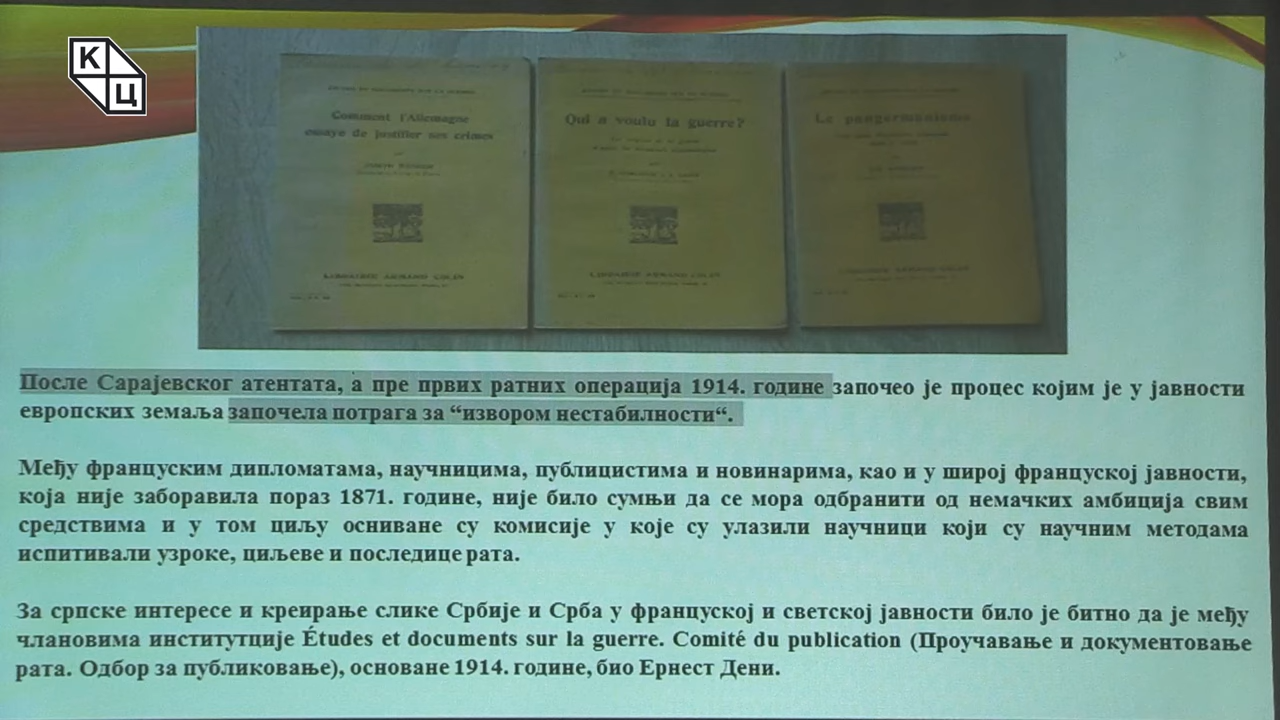 К
Ц
Comment l'Allemagne
essaye de justifier ses crimes
Qui a voulu la guerre?
Le pangermanisme
LIBRAIRIE ARMAND COLIN
LIBRAIRIE ARMAND COLIN
LIBRAIRIE ARMAND COLIN
После Сарајевског атентата, а пре првих ратних операција 1914. године започео је процес којим је у јавности
европских земаља започела потрага за “извором нестабилности“.
Међу француским дипломатама, научницима, публицистима и новинарима, као и у широј француској јавности,
која није заборавила пораз 1871. године, није било сумњи да се мора одбранити од немачких амбиција свим
средствима и у том циљу осниване су комисије у које су улазили научници који су научним методама
испитивали узроке, циљеве и последице рата.
За српске интересе и креирање слике Србије и Срба у француској и светској јавности било је битно да је међу
члановима институтције Études et documents sur la guerre. Comité du publication (Проучавање и документовање
рата. Одбор за публиковање), основане 1914. године, био Ернест Дени.